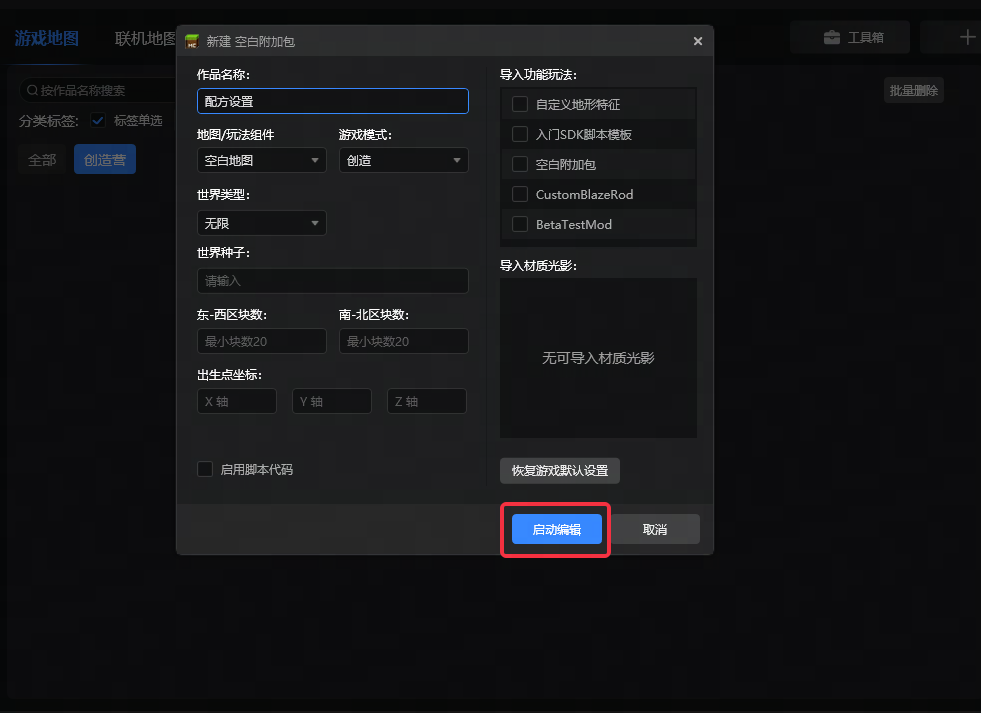 游戏地图
联机地图
工具箱
按作品名称搜索
批量删除
分类标签:
标签单选
全部
创造营
新建 空白附加包
作品名称:
配方设置
地图/玩法组件
游戏模式:
空白地图
创造
世界类型:
无限
世界种子:
请输入
东-西区块数:
南-北区块数:
最小块数20
最小块数20
出生点坐标:
X 轴
Y 轴
Z 轴
启用脚本代码
导入功能玩法:
自定义地形特征
入门SDK脚本模板
空白附加包
CustomBlazeRod
BetaTestMod
导入材质光影:
无可导入材质光影
恢复游戏默认设置
启动编辑
取消